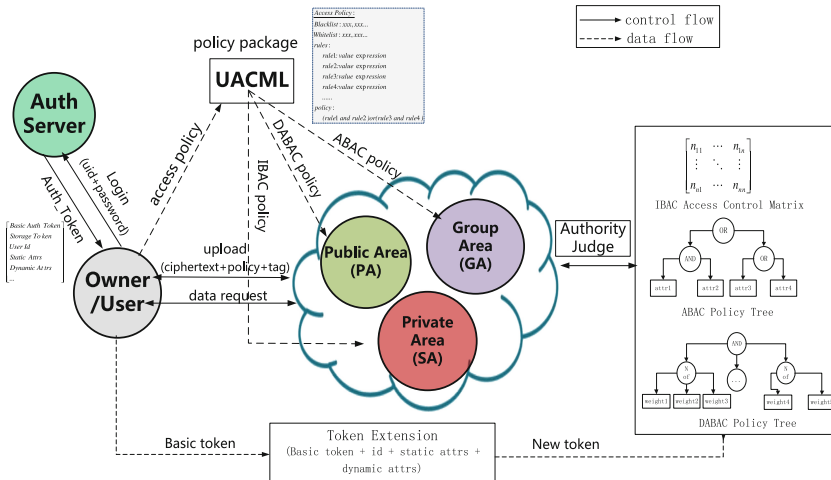 control flow
data flow
Access Policy:
Blacklist: xxx, xxx...
Whitelist: xxx, xxx...
rules:
rule1: value expression
rule2: value expression
rule3: value expression
rule4: value expression
......
policy:
(rule1 and rule2 )or(rule3 and rule4 )
policy package
UACML
Auth
Server
Login
(uid+password)
Auth. Token
Basic Auth Token
Storage Token
User Id
Static Attrs
Dynamic Attrs
...
Owner
/User
access policy
IBAC policy
DABAC policy
ABAC policy
upload
(ciphertext+policy+tag)
data request
Public Area
(PA)
Group
Area
(GA)
Private
Area
(SA)
Authority
Judge
n11 ⋯ n1n
⋮ ⋱ ⋮
nn1 ⋯ nnn
IBAC Access Control Matrix
OR
AND OR
attr1 attr2 attr3 attr4
ABAC Policy Tree
AND
N
of
...
N
of
weight1 weight2 weight3 weight4
DABAC Policy Tree
Basic token
Token Extension
(Basic token + id + static attrs +
dynamic attrs)
New token